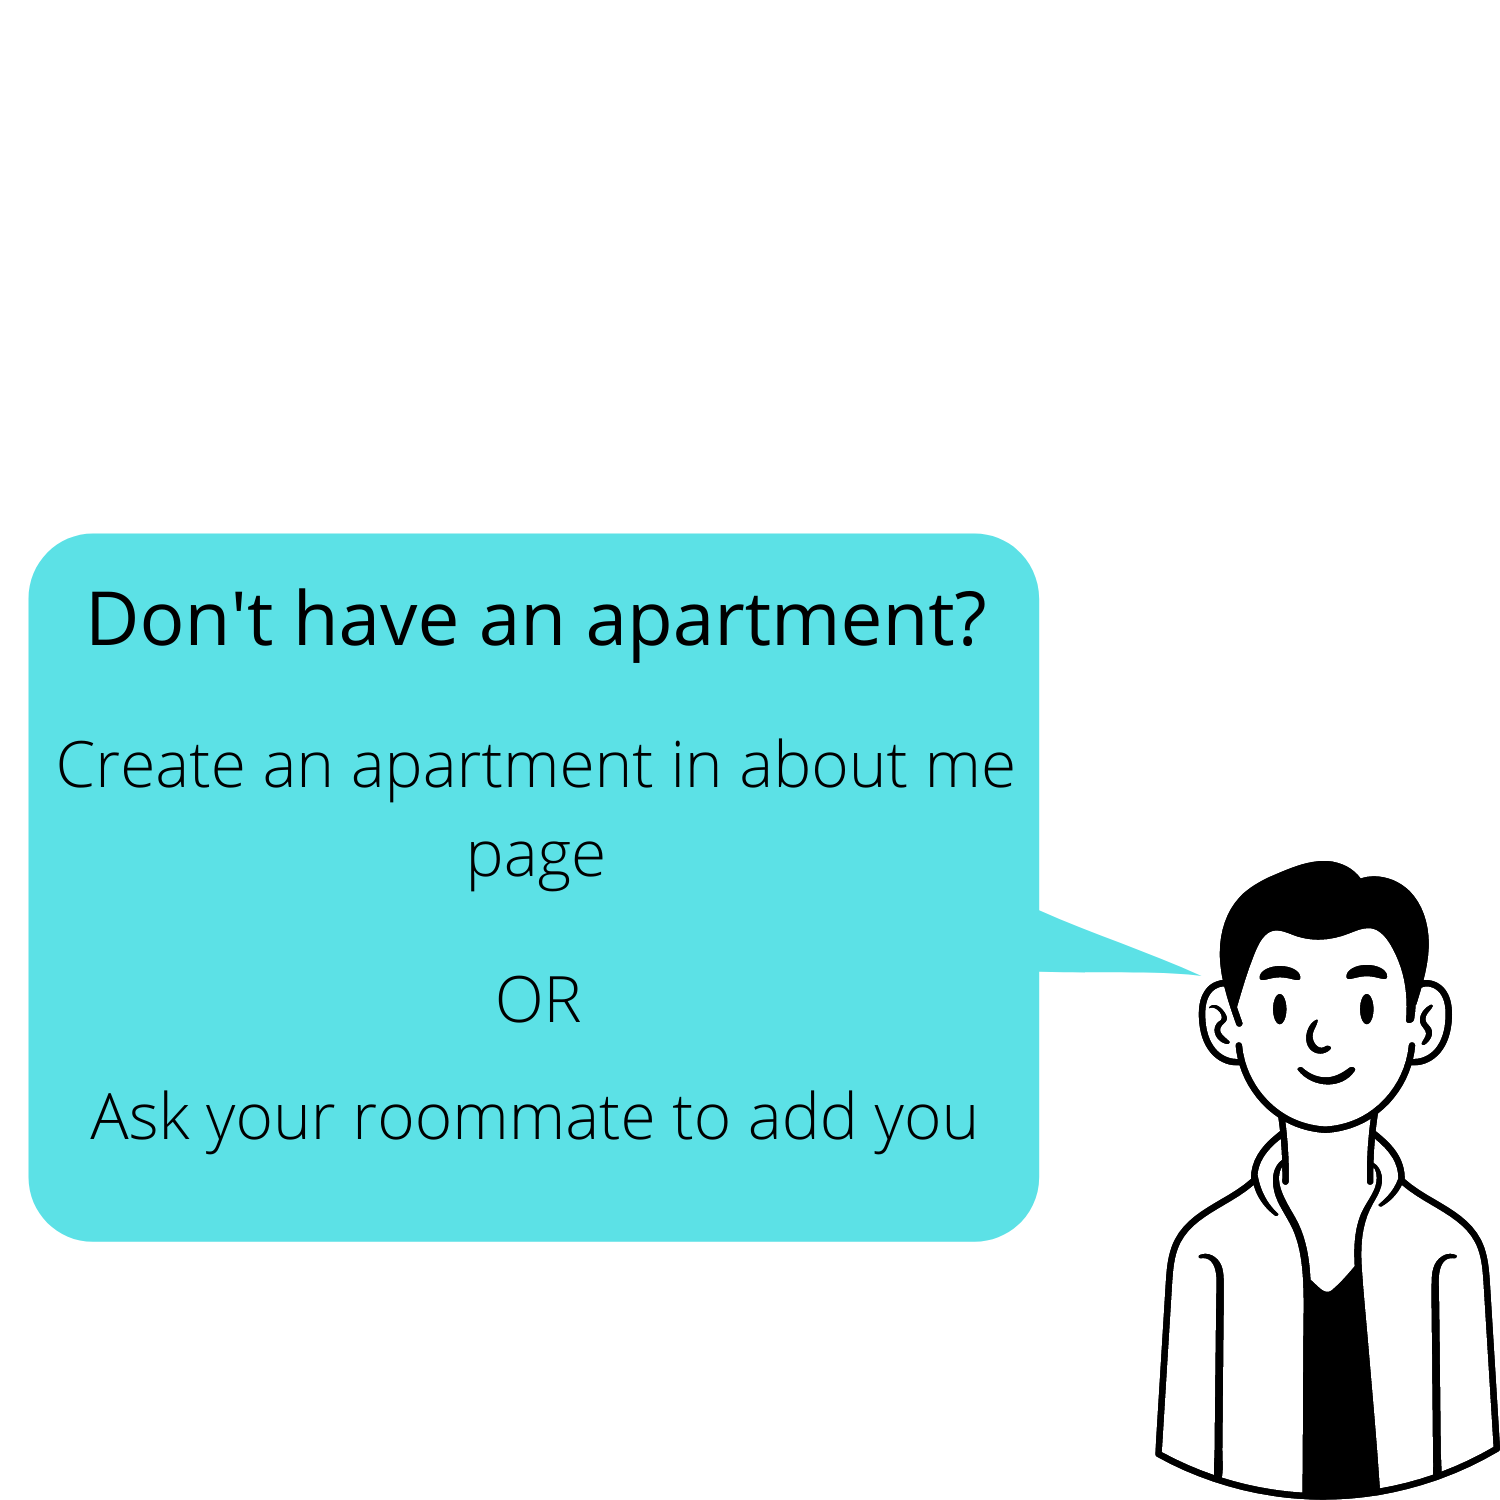 Don't have an apartment?
Create an apartment in about me
page
OR
Ask your roommate to add you